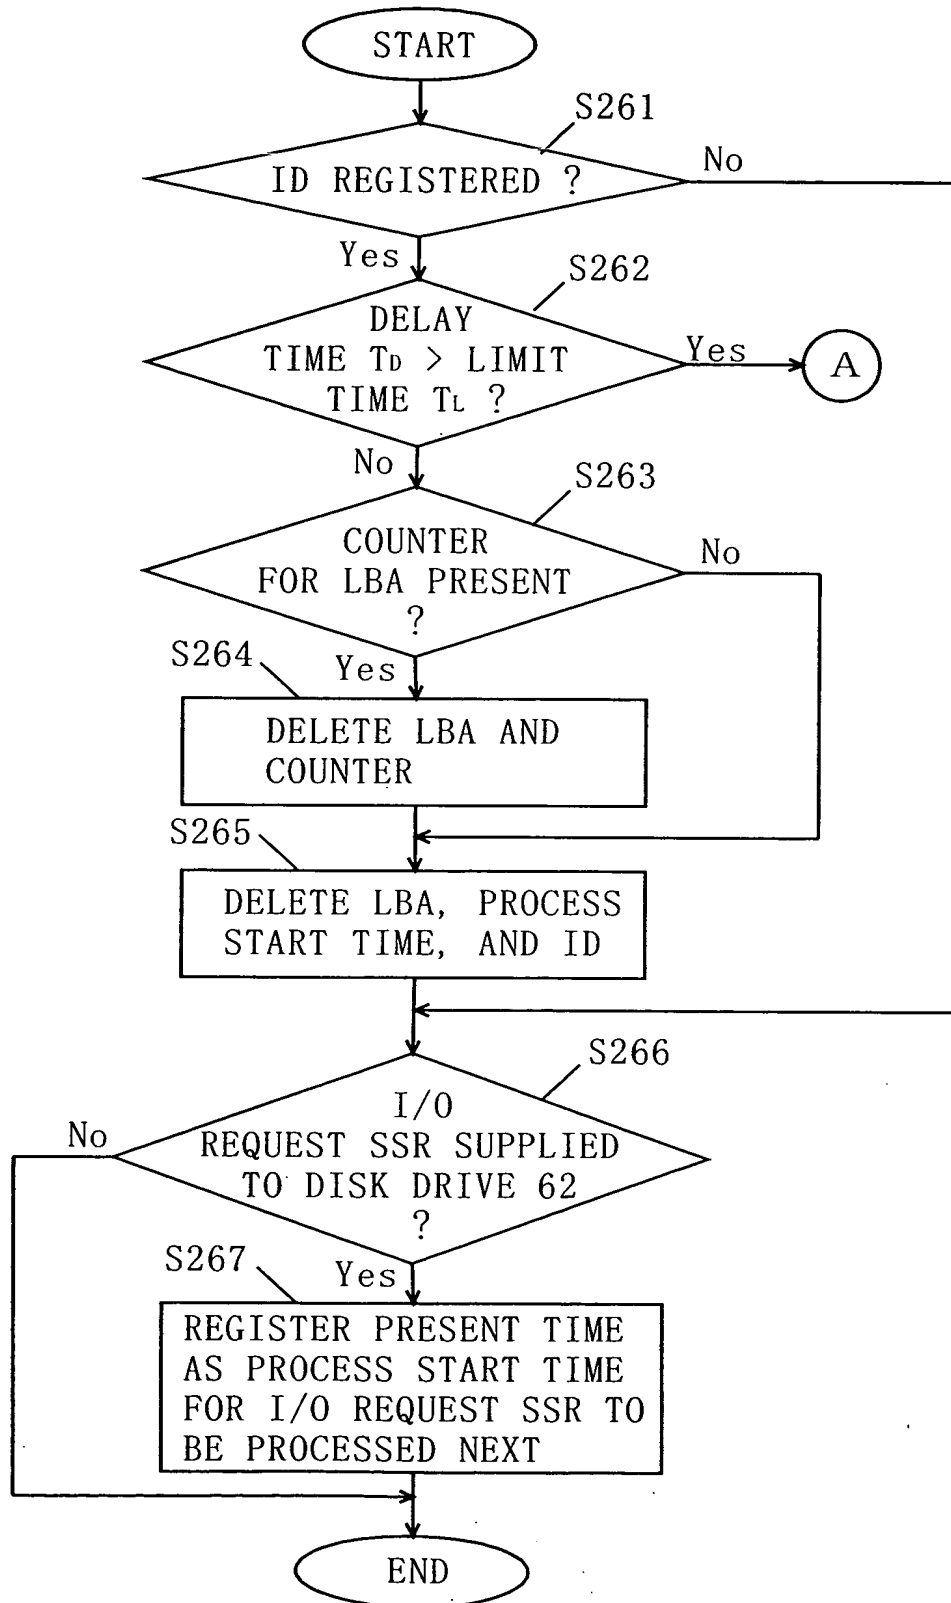 START
S261
ID REGISTERED ?
No
Yes
S262
DELAY
TIME TD > LIMIT
TIME TL ?
Yes
A
No
S263
COUNTER
FOR LBA PRESENT
?
No
Yes
S264
DELETE LBA AND
COUNTER
S265
DELETE LBA, PROCESS
START TIME, AND ID
S266
I/O
REQUEST SSR SUPPLIED
TO DISK DRIVE 62
?
No
Yes
S267
REGISTER PRESENT TIME
AS PROCESS START TIME
FOR I/O REQUEST SSR TO
BE PROCESSED NEXT
END